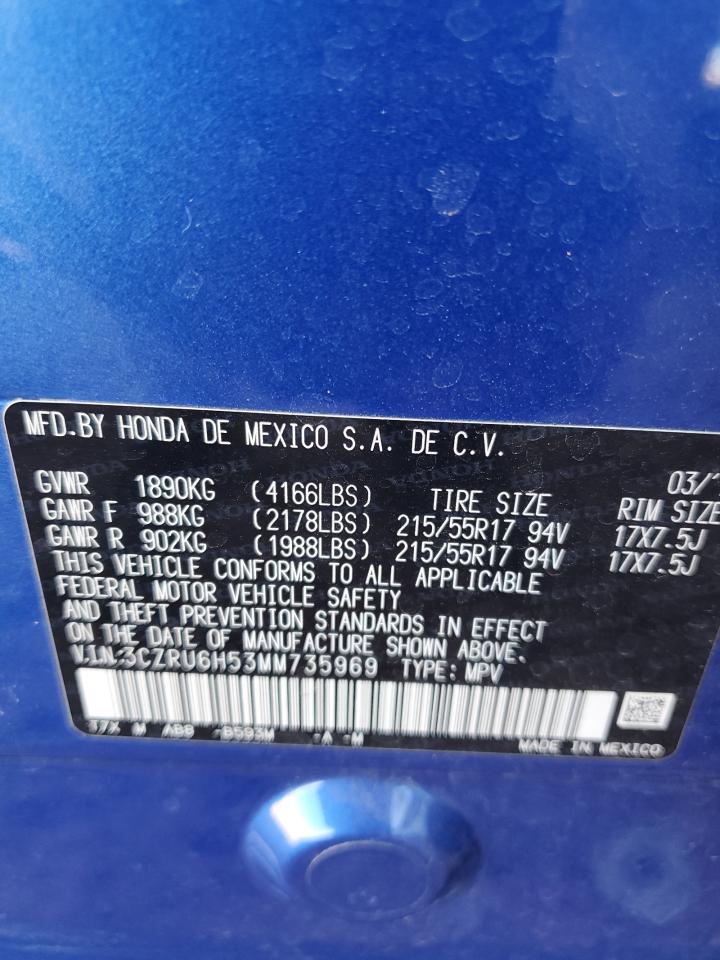 MFD.BY HONDA DE MEXICO S.A. DE C.V.
03/
GVWR 1890KG (4166LBS) TIRE SIZE RIM SIZE
GAWR F 988KG (2178LBS) 215/55R17 94V 17X7.5J
GAWR R 902KG (1988LBS) 215/55R17 94V 17X7.5J
THIS VEHICLE CONFORMS TO ALL APPLICABLE
FEDERAL MOTOR VEHICLE SAFETY
AND THEFT PREVENTION STANDARDS IN EFFECT
ON THE DATE OF MANUFACTURE SHOWN ABOVE.
V.I.N:3CZRU6H53MM735969 TYPE: MPV
-B593M -A -M
MADE IN MEXICO